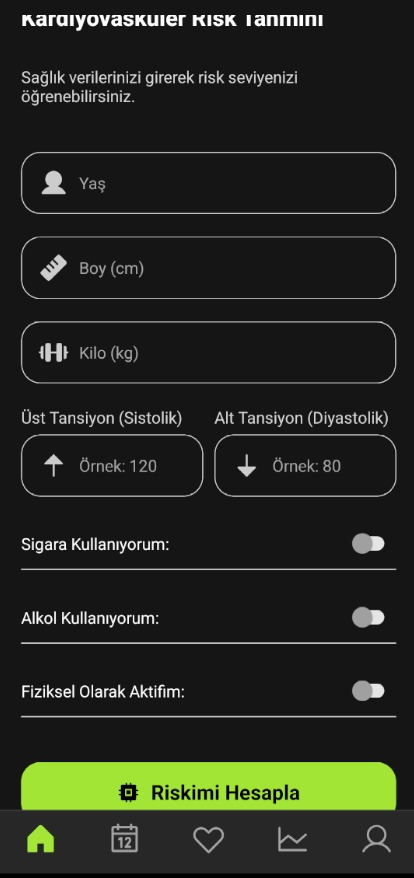 Kardiyovasküler Risk Tahmini
Sağlık verilerinizi girerek risk seviyenizi
öğrenebilirsiniz.
Yaş
Boy (cm)
Kilo (kg)
Üst Tansiyon (Sistolik) Alt Tansiyon (Diyastolik)
Örnek: 120 Örnek: 80
Sigara Kullanıyorum:
Alkol Kullanıyorum:
Fiziksel Olarak Aktifim:
Riskimi Hesapla
12